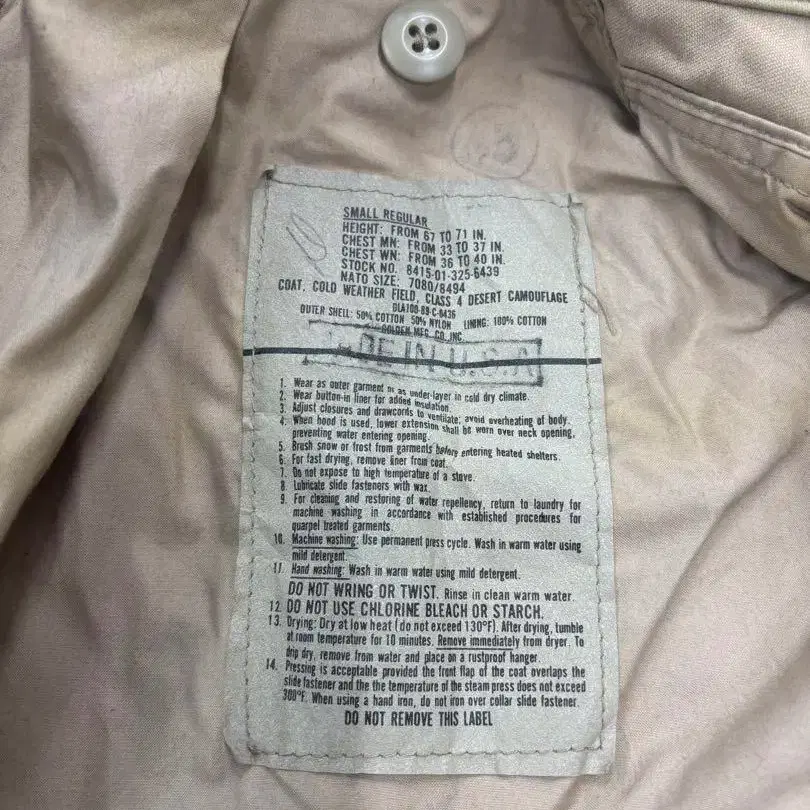 SMALL REGULAR
HEIGHT: FROM 67 TO 71 IN.
CHEST MN: FROM 33 TO 37 IN.
CHEST WN: FROM 36 TO 40 IN.
STOCK NO. 8415-01-325-6439
NATO SIZE: 7080/8494
COAT, COLD WEATHER FIELD, CLASS 4 DESERT CAMOUFLAGE
DLA100-89-C-0436
OUTER SHELL: 50% COTTON 50% NYLON LINING: 100% COTTON
GOLDEN MFG. CO. INC.
DE IN U.S.A
1. Wear as outer garment or as under-layer in cold dry climate.
2. Wear button-in liner for added insulation.
3. Adjust closures and drawcords to ventilate; avoid overheating of body.
4. When hood is used, lower extension shall be worn over neck opening,
preventing water entering opening.
5. Brush snow or frost from garments before entering heated shelters.
6. For fast drying, remove liner from coat.
7. Do not expose to high temperature of a stove.
8 Lubricate slide fasteners with wax.
9. For cleaning and restoring of water repellency, return to laundry for
machine washing in accordance with established procedures for
quarpel treated garments.
10. Machine washing: Use permanent press cycle. Wash in warm water using
mild detergent.
11. Hand washing: Wash in warm water using mild detergent.
DO NOT WRING OR TWIST. Rinse in clean warm water.
12. DO NOT USE CHLORINE BLEACH OR STARCH.
13. Drying: Dry at low heat (do not exceed 130°F). After drying, tumble
at room temperature for 10 minutes. Remove immediately from dryer. To
drip dry, remove from water and place on a rustproof hanger.
14. Pressing is acceptable provided the front flap of the coat overlaps the
slide fastener and the the temperature of the steam press does not exceed
300°F. When using a hand iron, do not iron over collar slide fastener.
DO NOT REMOVE THIS LABEL